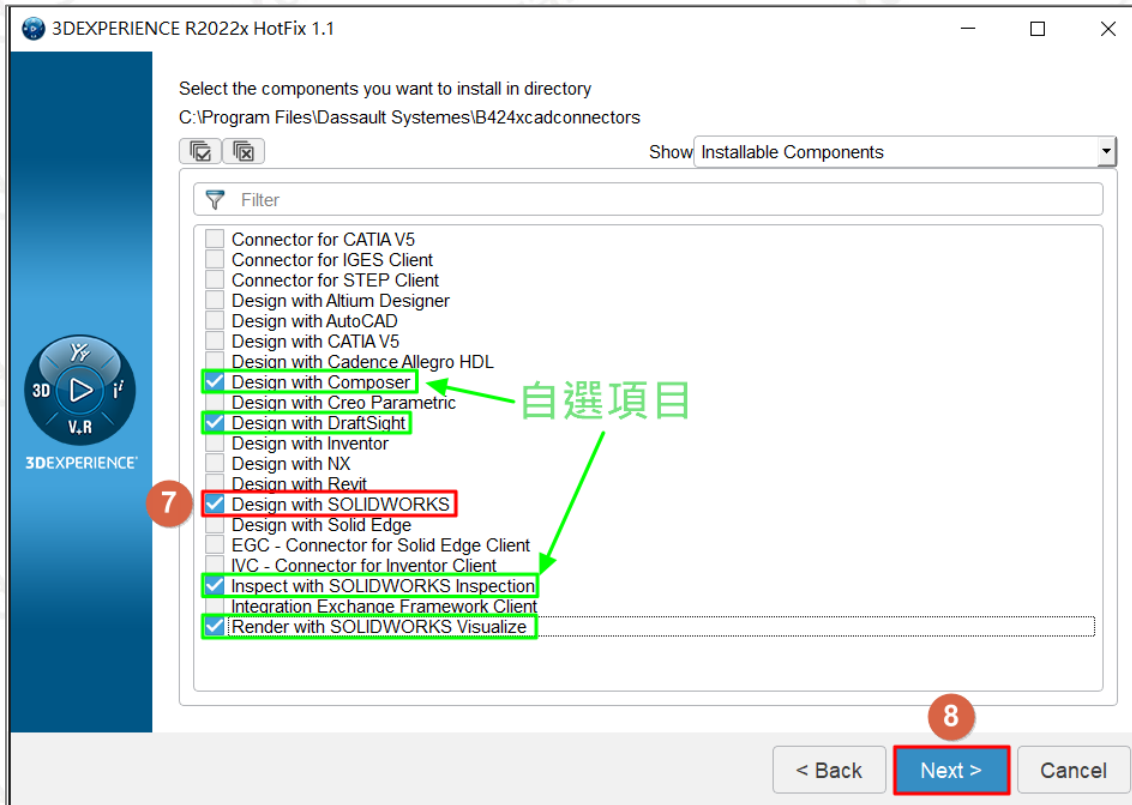 3DEXPERIENCE R2022x HotFix 1.1
Select the components you want to install in directory
C:\Program Files\Dassault Systemes\B424xcadconnectors
Show Installable Components
Filter
Connector for CATIA V5
Connector for IGES Client
Connector for STEP Client
Design with Altium Designer
Design with AutoCAD
Design with CATIA V5
Design with Cadence Allegro HDL
Design with Composer
Design with Creo Parametric
自選項目
Design with DraftSight
Design with Inventor
Design with NX
Design with Revit
7
Design with SOLIDWORKS
Design with Solid Edge
EGC - Connector for Solid Edge Client
IVC - Connector for Inventor Client
Inspect with SOLIDWORKS Inspection
Integration Exchange Framework Client
Render with SOLIDWORKS Visualize
3D
i
V+R
3DEXPERIENCE
8
< Back
Next >
Cancel